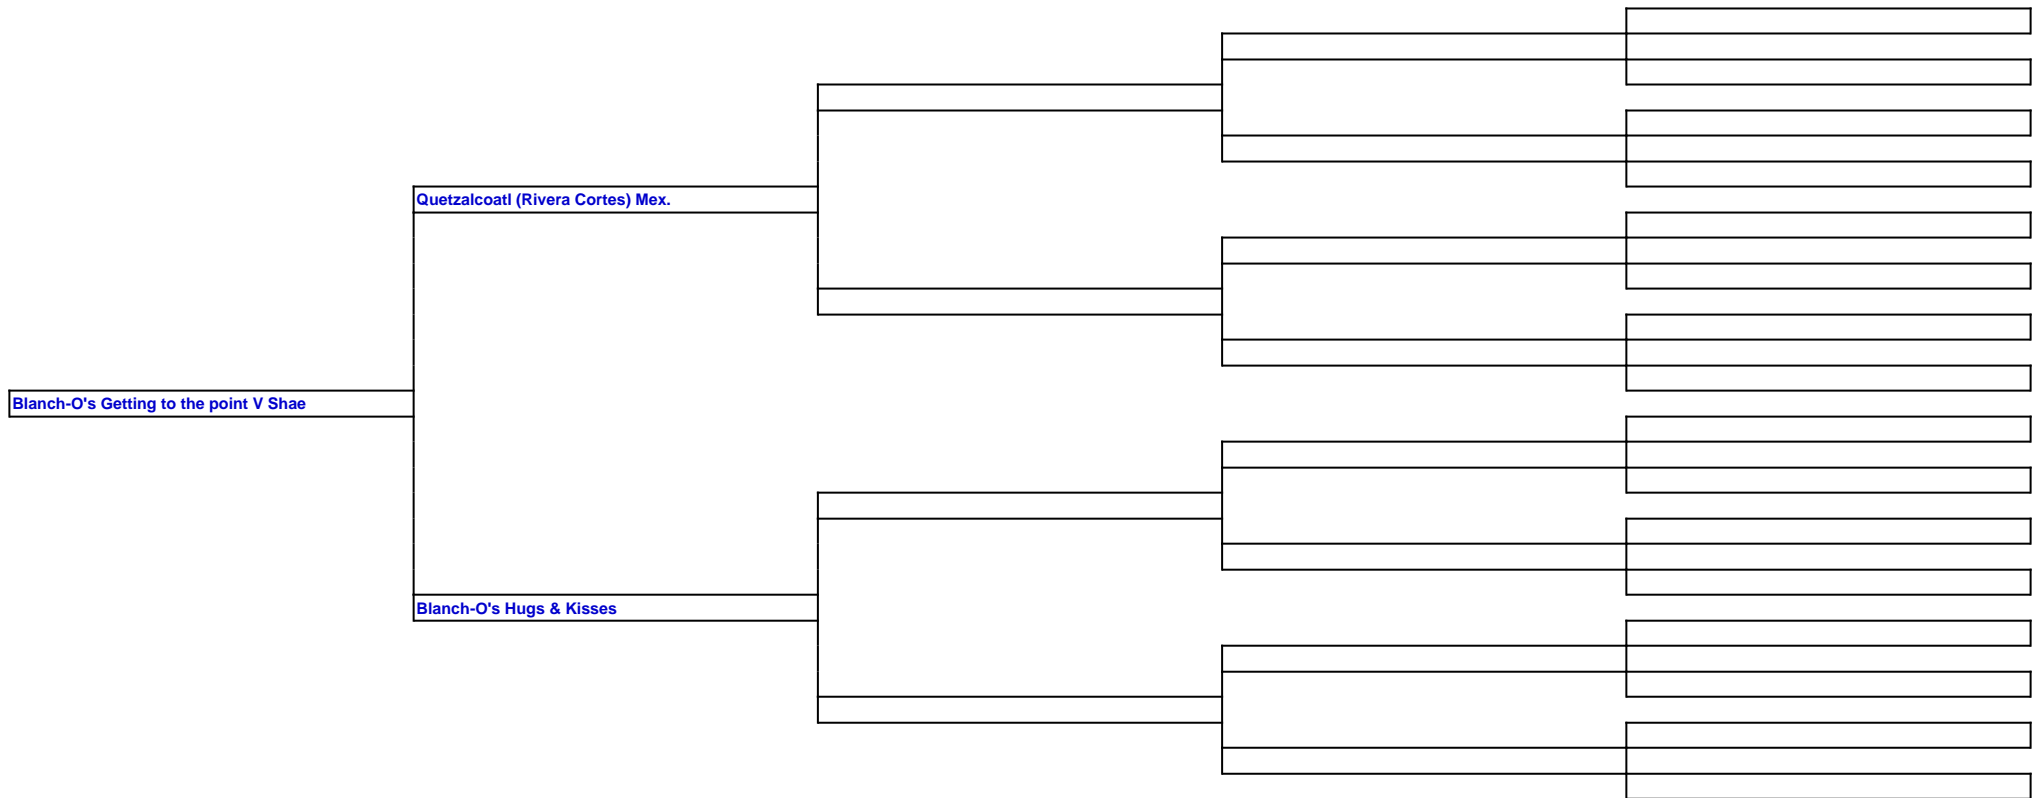 Quetzalcoatl (Rivera Cortes) Mex.
Blanch-O's Getting to the point V Shae
Blanch-O's Hugs & Kisses